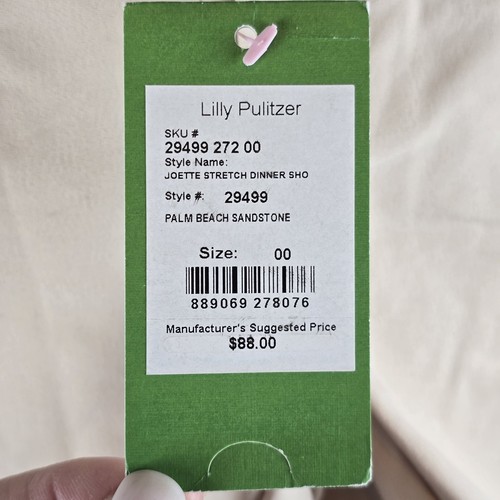 Lilly Pulitzer
SKU #
29499 272 00
Style Name:
JOETTE STRETCH DINNER SHO
Style #: 29499
PALM BEACH SANDSTONE
Size: 00
889069 278076
Manufacturer's Suggested Price
$88.00